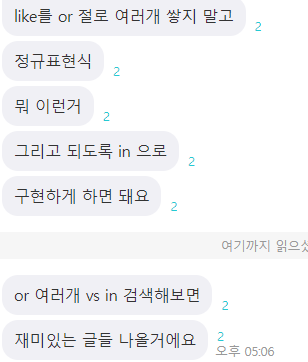 like를 or 절로 여러개 쌓지 말고
2
정규표현식
2
뭐 이런거
2
그리고 되도록 in 으로
2
구현하게 하면 돼요
2
여기까지 읽으셨
or 여러개 vs in 검색해보면
2
재미있는 글들 나올거에요
2
오후 05:06